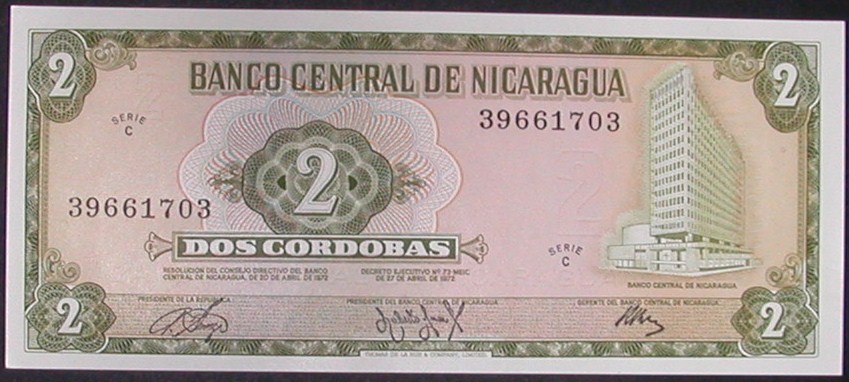 2
2
BANCO CENTRAL DE NICARAGUA
SERIE
C
39661703
2
39661703
DOS CORDOBAS
SERIE
C
RESOLUCION DEL CONSEJO DIRECTIVO DEL BANCO
CENTRAL DE NICARAGUA, DE 20 DE ABRIL DE 1972
DECRETO EJECUTIVO Nº 73 MEIC
DE 27 DE ABRIL DE 1972
BANCO CENTRAL DE NICARAGUA
PRESIDENTE DE LA REPUBLICA
PRESIDENTE DEL BANCO CENTRAL DE NICARAGUA
GERENTE DEL BANCO CENTRAL DE NICARAGUA
2
2
THOMAS DE LA RUE & COMPANY, LIMITED